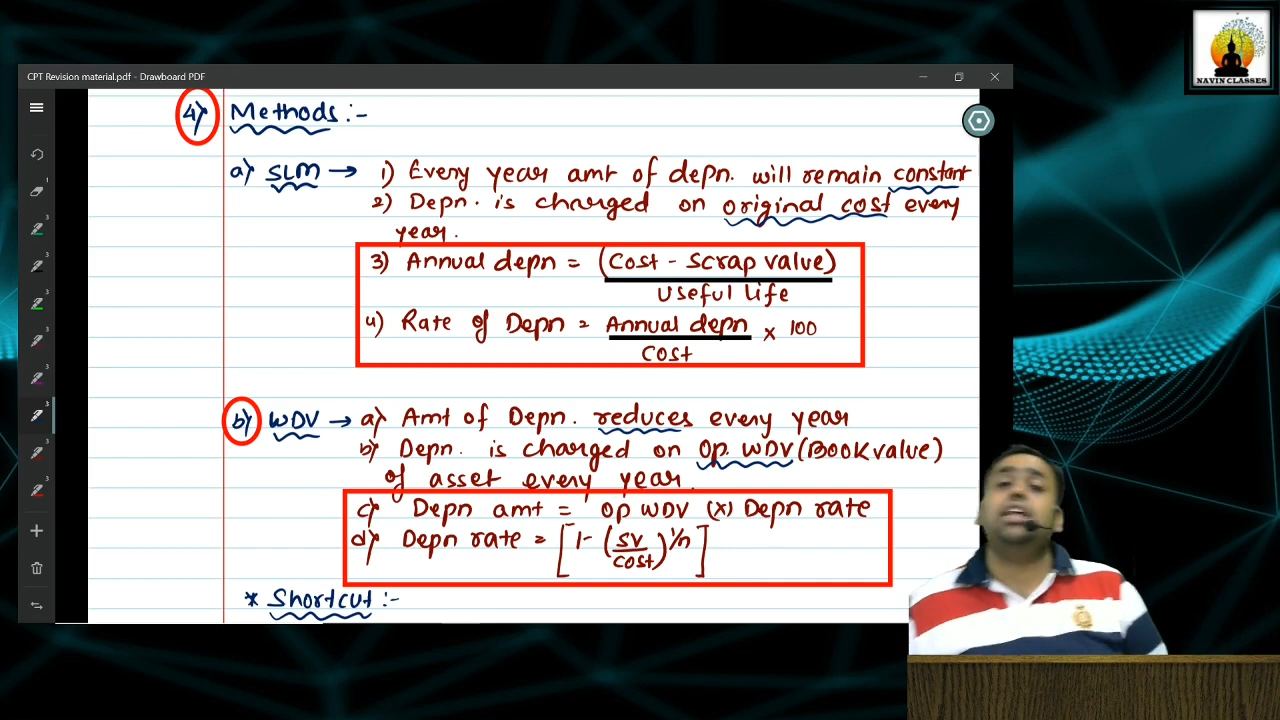 NAVIN CLASSES
CPT Revision material.pdf - Drawboard PDF
4) Methods :-
a) SLM → 1) Every year amt of depn. will remain constant
2) Depn. is charged on original cost every
year.
3) Annual depn = (Cost - Scrap value)
Useful life
4) Rate of Depn = Annual depn x 100
Cost
b) WDV → a) Amt of Depn. reduces every year
b) Depn. is charged on Op. WDV (Book value)
of asset every year.
c) Depn amt = Op WDV (x) Depn rate
d) Depn rate = [1 - (SV/Cost)^1/n]
* Shortcut :-